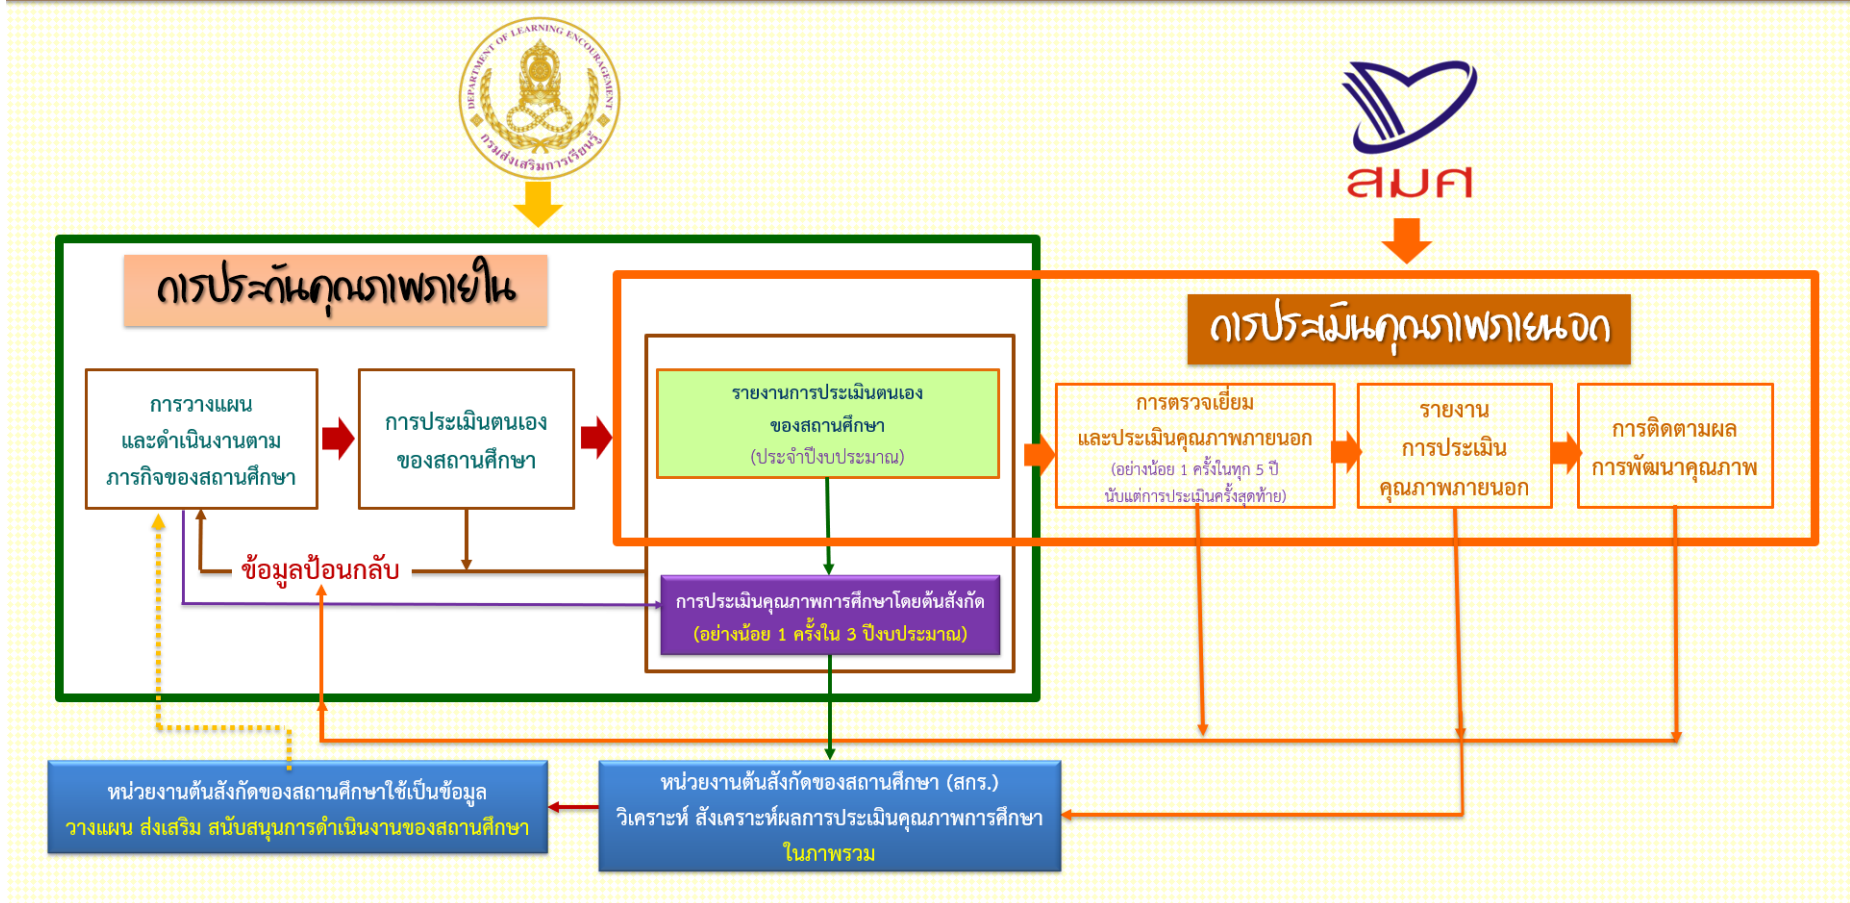 DEPARTMENT OF LEARNING ENCOURAGEMENT
กรมส่งเสริมการเรียนรู้
สมศ
การประกันคุณภาพภายใน
การประเมินคุณภาพภายนอก
การวางแผน
และดำเนินงานตาม
ภารกิจของสถานศึกษา
การประเมินตนเอง
ของสถานศึกษา
รายงานการประเมินตนเอง
ของสถานศึกษา
(ประจำปีงบประมาณ)
การตรวจเยี่ยม
และประเมินคุณภาพภายนอก
(อย่างน้อย 1 ครั้งในทุก 5 ปี
นับแต่การประเมินครั้งสุดท้าย)
รายงาน
การประเมิน
คุณภาพภายนอก
การติดตามผล
การพัฒนาคุณภาพ
ข้อมูลป้อนกลับ
การประเมินคุณภาพการศึกษาโดยต้นสังกัด
(อย่างน้อย 1 ครั้งใน 3 ปีงบประมาณ)
หน่วยงานต้นสังกัดของสถานศึกษาใช้เป็นข้อมูล
วางแผน ส่งเสริม สนับสนุนการดำเนินงานของสถานศึกษา
หน่วยงานต้นสังกัดของสถานศึกษา (สกร.)
วิเคราะห์ สังเคราะห์ผลการประเมินคุณภาพการศึกษา
ในภาพรวม